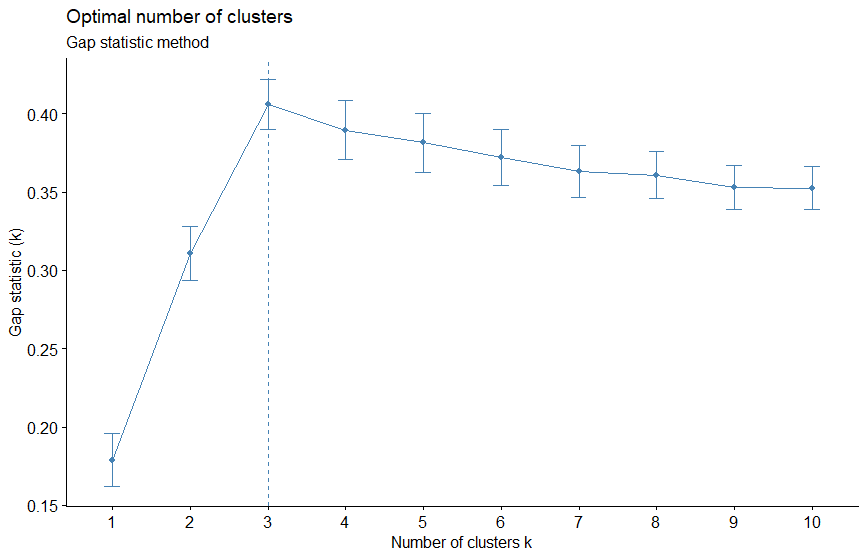 Optimal number of clusters
Gap statistic method
Gap statistic (k)
0.40
0.35
0.30
0.25
0.20
0.15
1 2 3 4 5 6 7 8 9 10
Number of clusters k